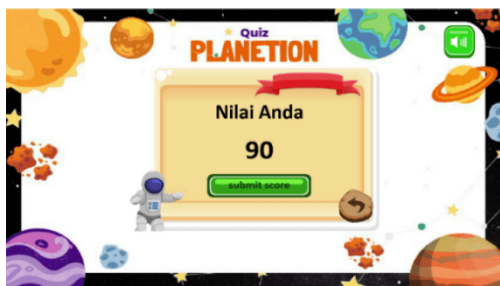 Quiz
PLANETION
Nilai Anda
90
submit score